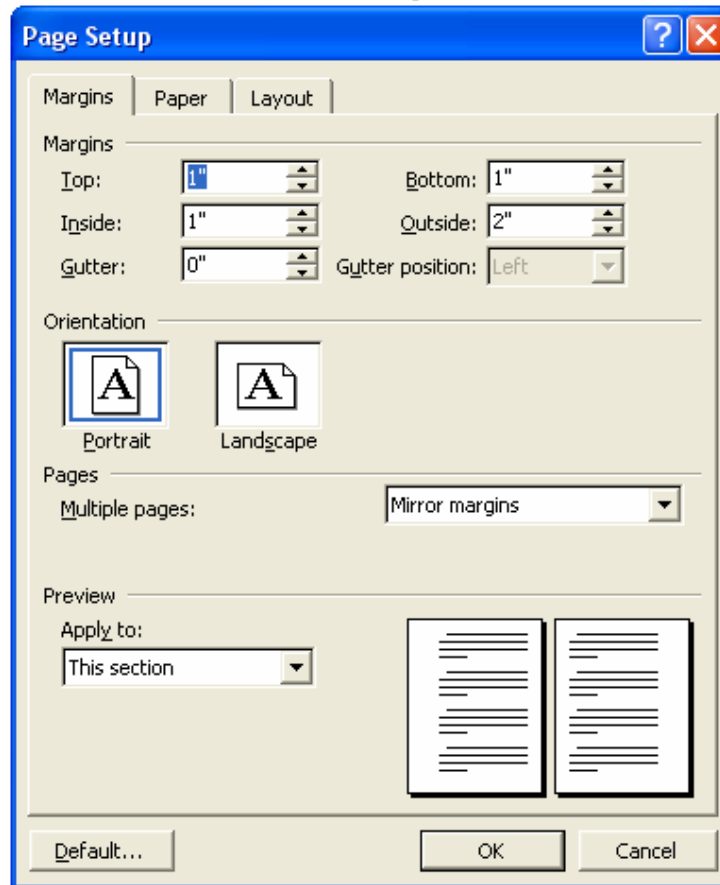 Page Setup
Margins Paper Layout
Margins
Top: 1" Bottom: 1"
Inside: 1" Outside: 2"
Gutter: 0" Gutter position: Left
Orientation
A A
Portrait Landscape
Pages
Multiple pages: Mirror margins
Preview
Apply to:
This section
Default... OK Cancel